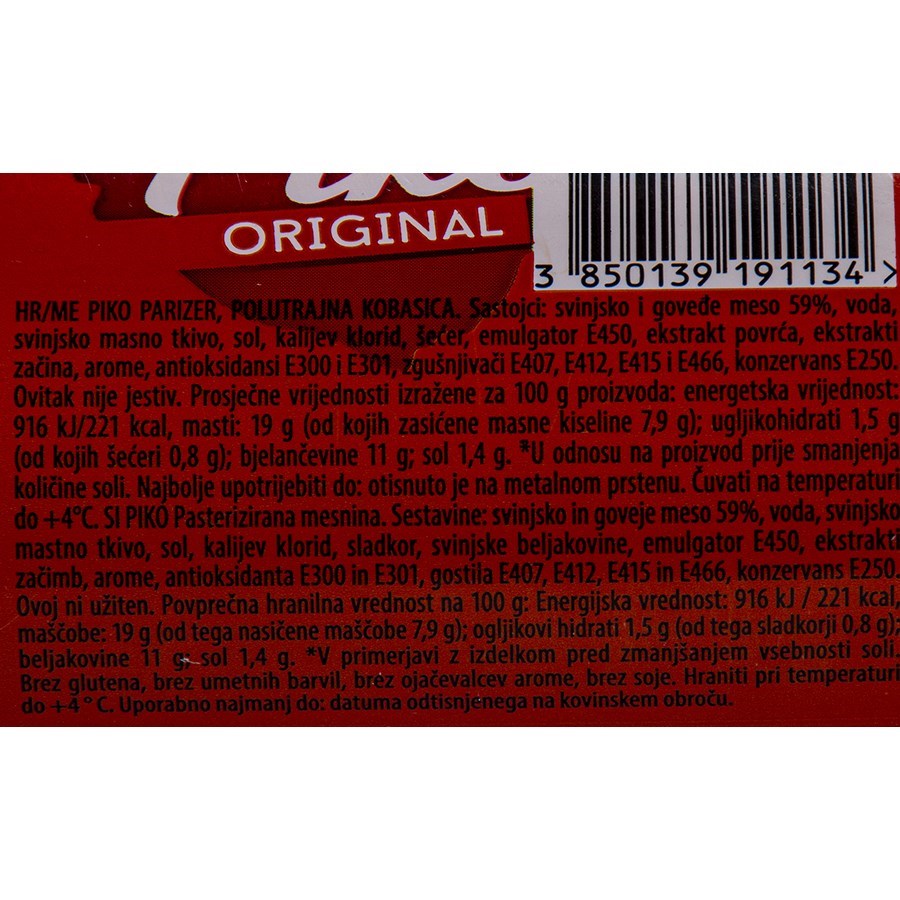 Piko
ORIGINAL
3 850139 191134 >
HR/ME PIKO PARIZER, POLUTRAJNA KOBASICA. Sastojci: svinjsko i goveđe meso 59%, voda,
svinjsko masno tkivo, sol, kalijev klorid, šećer, emulgator E450, ekstrakt povrća, ekstrakti
začina, arome, antioksidansi E300 i E301, zgušnjivači E407, E412, E415 i E466, konzervans E250.
Ovitak nije jestiv. Prosječne vrijednosti izražene za 100 g proizvoda: energetska vrijednost:
916 kJ/221 kcal, masti: 19 g (od kojih zasićene masne kiseline 7,9 g); ugljikohidrati 1,5 g
(od kojih šećeri 0,8 g); bjelančevine 11 g; sol 1,4 g. *U odnosu na proizvod prije smanjenja
količine soli. Najbolje upotrijebiti do: otisnuto je na metalnom prstenu. Čuvati na temperaturi
do +4°C. SI PIKO Pasterizirana mesnina. Sestavine: svinjsko in goveje meso 59%, voda, svinjsko
mastno tkivo, sol, kalijev klorid, sladkor, svinjske beljakovine, emulgator E450, ekstrakti
začimb, arome, antioksidanta E300 in E301, gostila E407, E412, E415 in E466, konzervans E250.
Ovoj ni užiten. Povprečna hranilna vrednost na 100 g: Energijska vrednost: 916 kJ / 221 kcal,
maščobe: 19 g (od tega nasičene maščobe 7,9 g); ogljikovi hidrati 1,5 g (od tega sladkorji 0,8 g);
beljakovine 11 g; sol 1,4 g. *V primerjavi z izdelkom pred zmanjšanjem vsebnosti soli.
Brez glutena, brez umetnih barvil, brez ojačevalcev arome, brez soje. Hraniti pri temperaturi
do +4°C. Uporabno najmanj do: datuma odtisnjenega na kovinskem obroču.